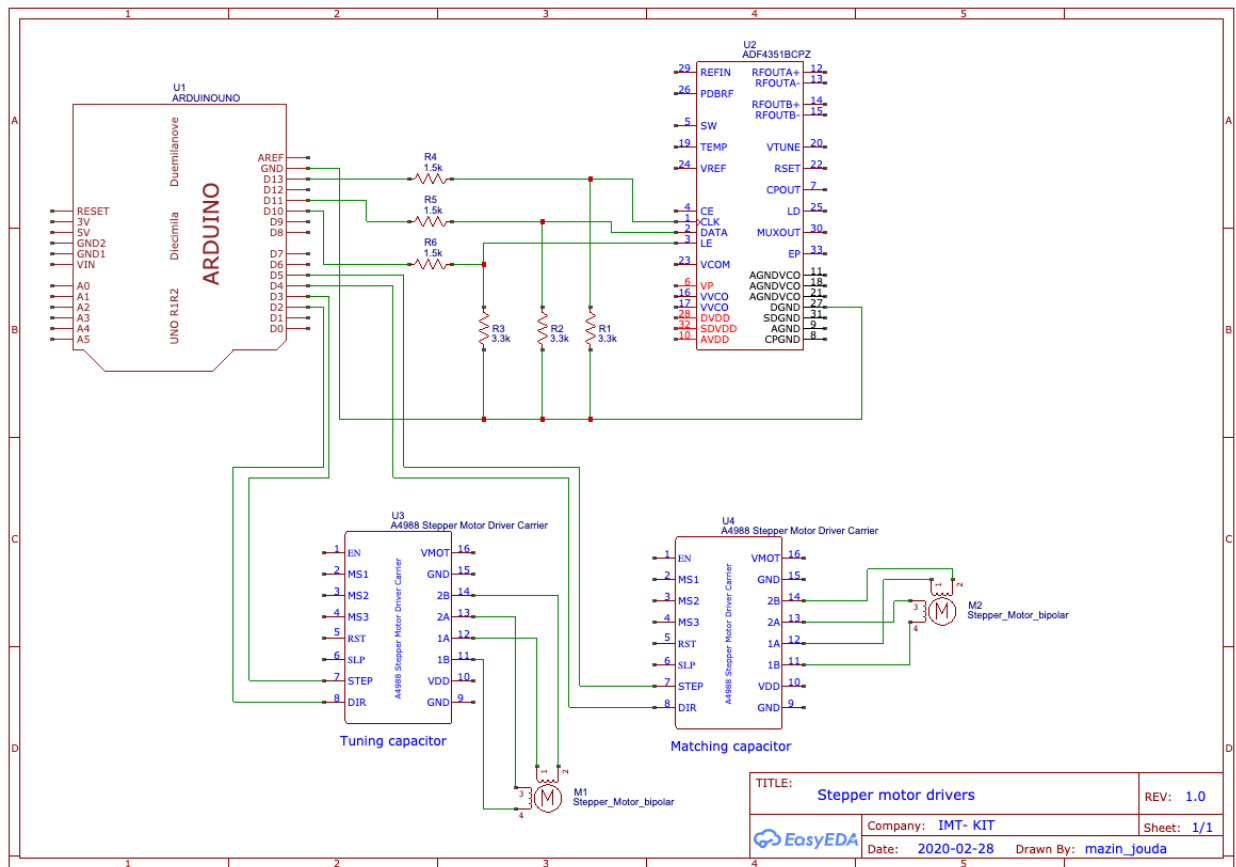 1 2 3 4 5
A
B
C
D
A
B
C
D
U1
ARDUINOUNO
Duemilanove
Diecimila
UNO R1R2
ARDUINO
RESET
3V
5V
GND2
GND1
VIN
A0
A1
A2
A3
A4
A5
AREF
GND
D13
D12
D11
D10
D9
D8
D7
D6
D5
D4
D3
D2
D1
D0
R4
1.5k
R5
1.5k
R6
1.5k
R3
3.3k
R2
3.3k
R1
3.3k
U2
ADF4351BCPZ
29 REFIN
26 PDBRF
5 SW
19 TEMP
24 VREF
4 CE
1 CLK
2 DATA
3 LE
23 VCOM
6 VP
16 VVCO
17 VVCO
28 DVDD
32 SDVDD
10 AVDD
RFOUTA+ 12
RFOUTA- 13
RFOUTB+ 14
RFOUTB- 15
VTUNE 20
RSET 22
CPOUT 7
LD 25
MUXOUT 30
EP 33
AGNDVCO 11
AGNDVCO 18
AGNDVCO 21
DGND 27
SDGND 31
AGND 9
CPGND 8
U3
A4988 Stepper Motor Driver Carrier
A4988 Stepper Motor Driver Carrier
1 EN
2 MS1
3 MS2
4 MS3
5 RST
6 SLP
7 STEP
8 DIR
VMOT 16
GND 15
2B 14
2A 13
1A 12
1B 11
VDD 10
GND 9
Tuning capacitor
1 2
3
4
M
M1
Stepper_Motor_bipolar
U4
A4988 Stepper Motor Driver Carrier
A4988 Stepper Motor Driver Carrier
1 EN
2 MS1
3 MS2
4 MS3
5 RST
6 SLP
7 STEP
8 DIR
VMOT 16
GND 15
2B 14
2A 13
1A 12
1B 11
VDD 10
GND 9
Matching capacitor
1 2
3
4
M
M2
Stepper_Motor_bipolar
TITLE:
Stepper motor drivers
REV: 1.0
EasyEDA
Company: IMT- KIT
Sheet: 1/1
Date: 2020-02-28 Drawn By: mazin_jouda
1 2 3